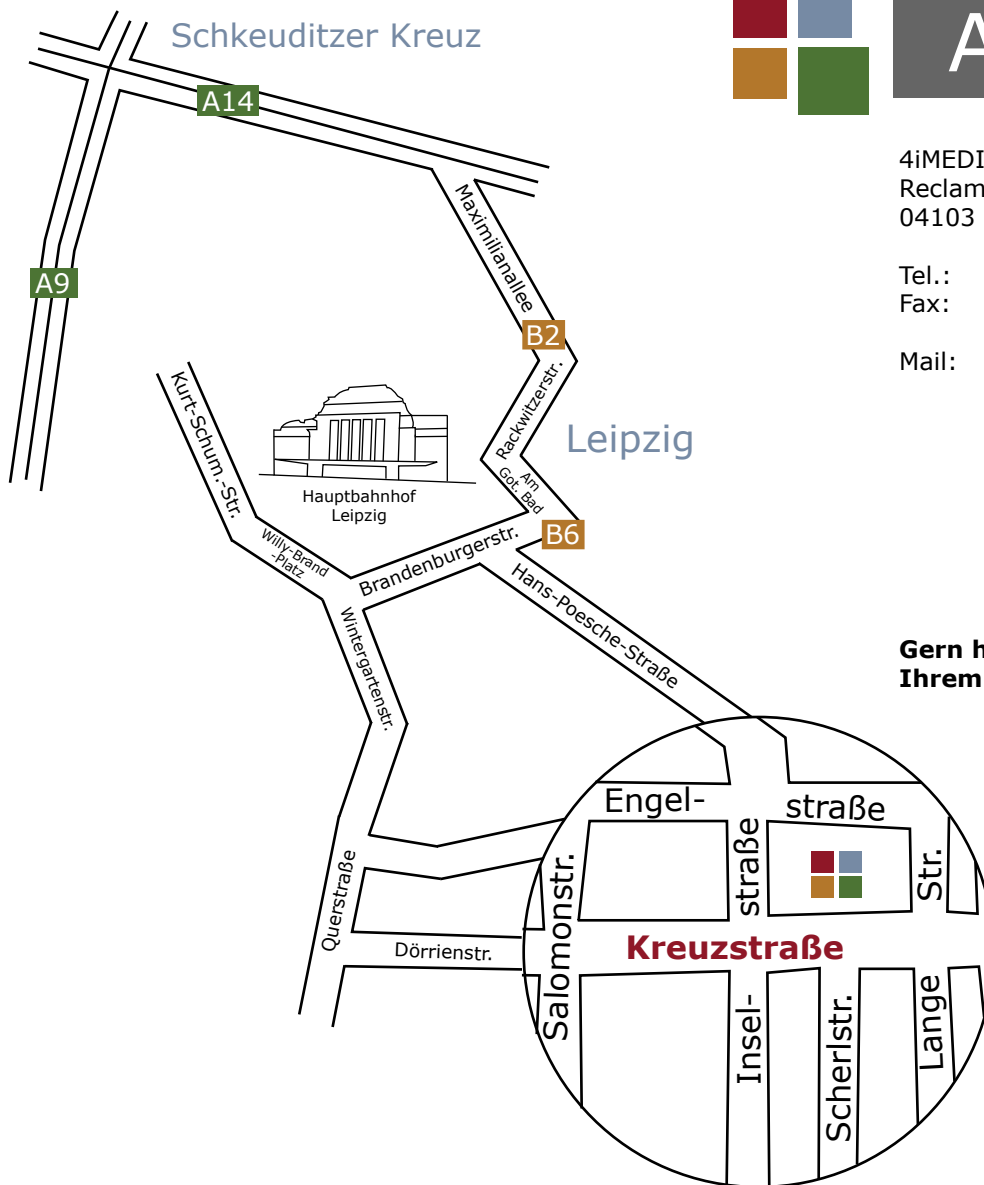 Schkeuditzer Kreuz
A
A14
4iMEDI
Reclam
04103
Maximilianallee
Tel.:
Fax:
A9
B2
Mail:
Kurt-Schum.-Str.
Rackwitzerstr.
Leipzig
Am
Got. Bad
Hauptbahnhof
Leipzig
B6
Willy-Brand
-Platz
Brandenburgerstr.
Hans-Poesche-Straße
Wintergartenstr.
Gern h
Ihrem
Engel-
straße
straße
Salomonstr.
Str.
Querstraße
Dörrienstr.
Kreuzstraße
Insel-
Scherlstr.
Lange